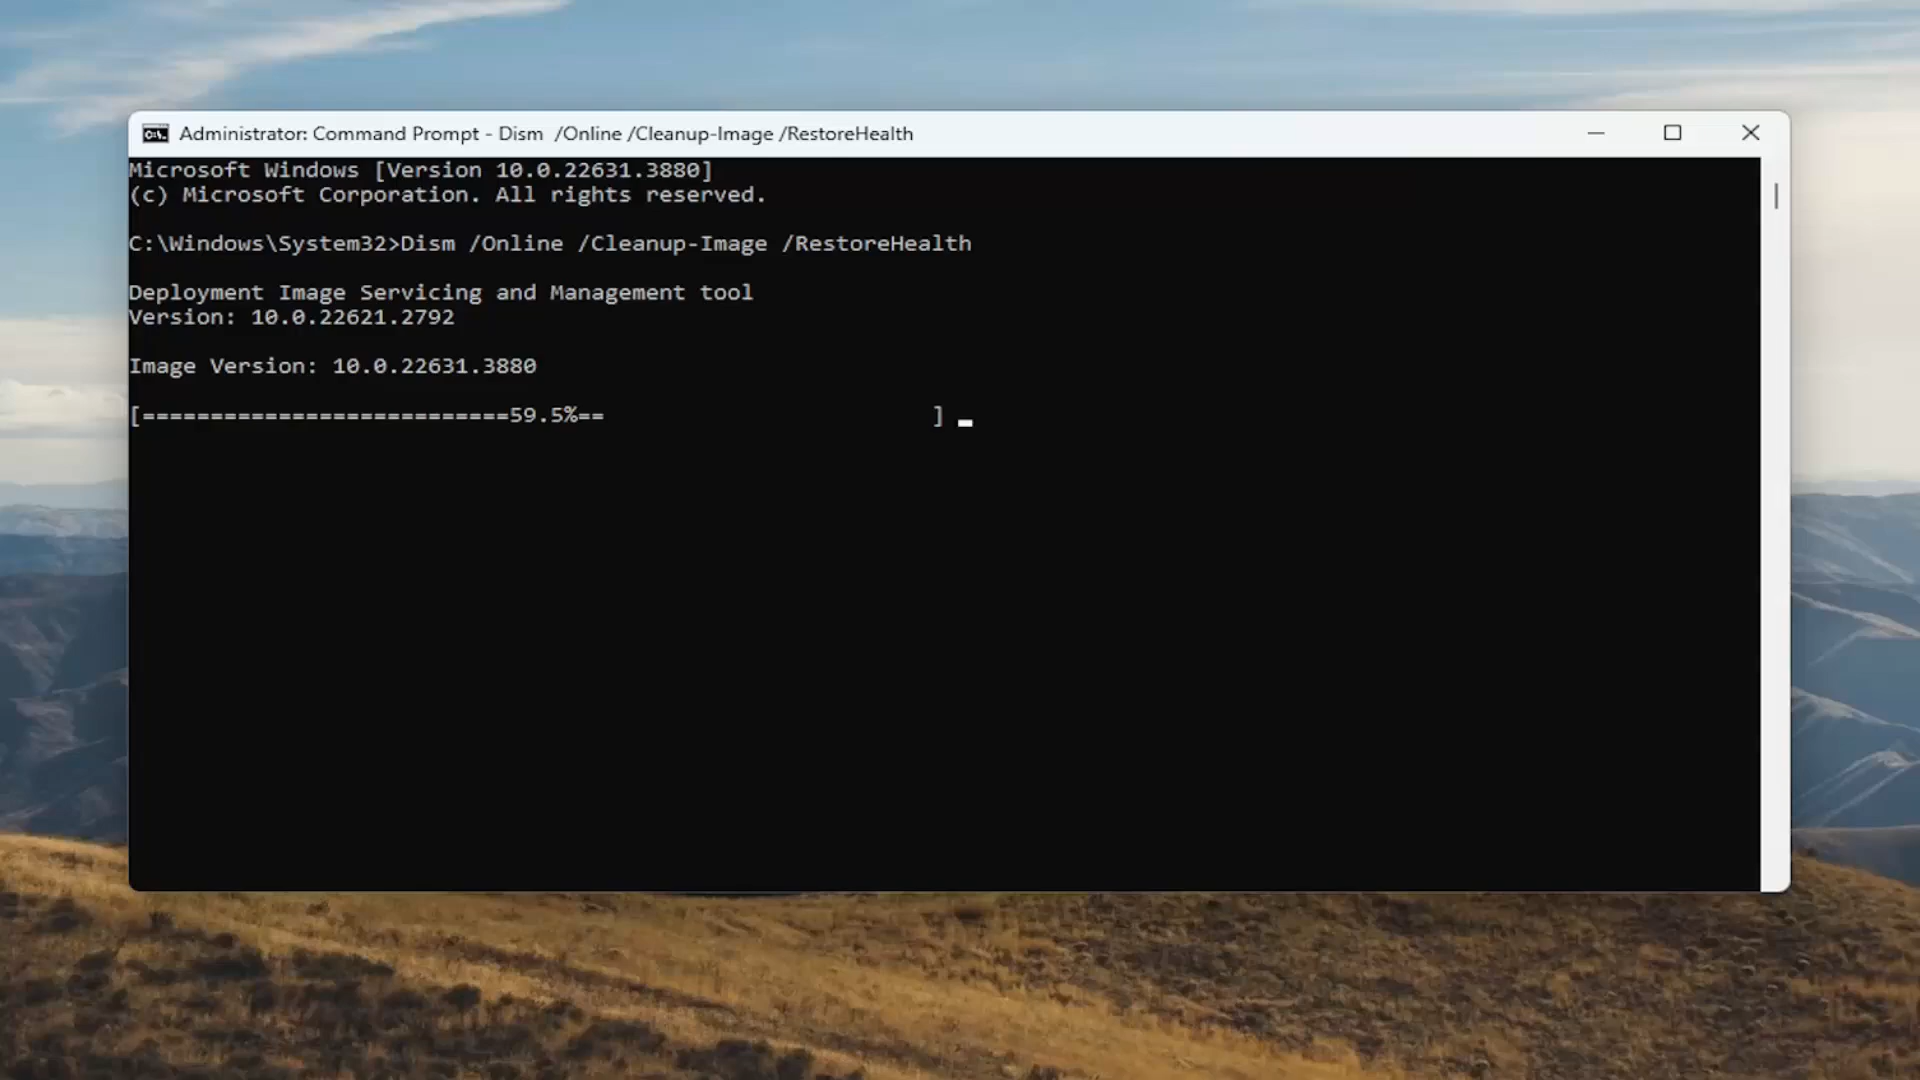 Administrator: Command Prompt - Dism  /Online /Cleanup-Image /RestoreHealth
Microsoft Windows [Version 10.0.22631.3880]
(c) Microsoft Corporation. All rights reserved.
C:\Windows\System32>Dism /Online /Cleanup-Image /RestoreHealth
Deployment Image Servicing and Management tool
Version: 10.0.22621.2792
Image Version: 10.0.22631.3880
[===========================59.5%==                        ]